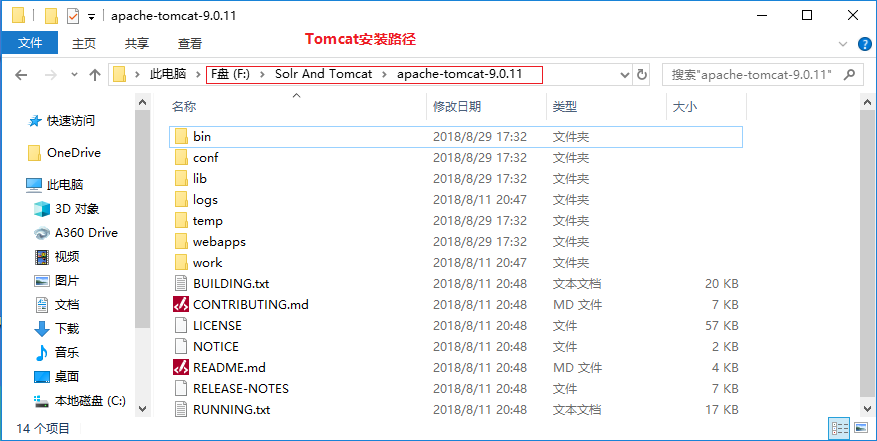 apache-tomcat-9.0.11
文件 主页 共享 查看
Tomcat安装路径
此电脑 F盘 (F:) Solr And Tomcat apache-tomcat-9.0.11
搜索"apache-tomcat-9.0.11"
名称 修改日期 类型 大小
快速访问
OneDrive
此电脑
3D 对象
A360 Drive
视频
图片
文档
下载
音乐
桌面
本地磁盘 (C:)
bin 2018/8/29 17:32 文件夹
conf 2018/8/29 17:32 文件夹
lib 2018/8/29 17:32 文件夹
logs 2018/8/11 20:47 文件夹
temp 2018/8/29 17:32 文件夹
webapps 2018/8/29 17:32 文件夹
work 2018/8/11 20:47 文件夹
BUILDING.txt 2018/8/11 20:48 文本文档 20 KB
CONTRIBUTING.md 2018/8/11 20:48 MD 文件 7 KB
LICENSE 2018/8/11 20:48 文件 57 KB
NOTICE 2018/8/11 20:48 文件 2 KB
README.md 2018/8/11 20:48 MD 文件 4 KB
RELEASE-NOTES 2018/8/11 20:48 文件 7 KB
RUNNING.txt 2018/8/11 20:48 文本文档 17 KB
14 个项目